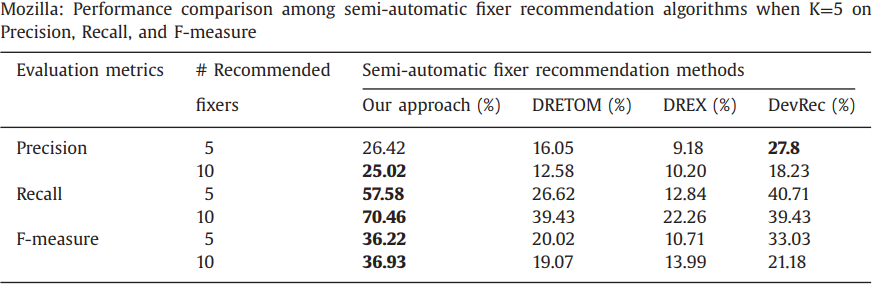 Mozilla: Performance comparison among semi-automatic fixer recommendation algorithms when K=5 on
Precision, Recall, and F-measure
Evaluation metrics # Recommended Semi-automatic fixer recommendation methods
fixers Our approach (%) DRETOM (%) DREX (%) DevRec (%)
Precision 5 26.42 16.05 9.18 27.8
10 25.02 12.58 10.20 18.23
Recall 5 57.58 26.62 12.84 40.71
10 70.46 39.43 22.26 39.43
F-measure 5 36.22 20.02 10.71 33.03
10 36.93 19.07 13.99 21.18